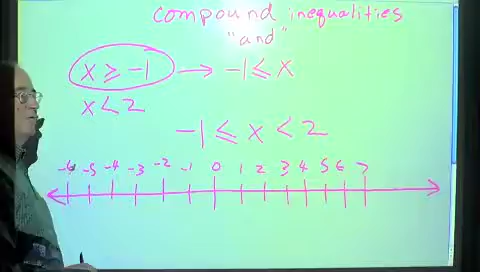 compound inequalities
"and"
x ≥ -1 → -1 ≤ x
x < 2
-1 ≤ x < 2
-6 -5 -4 -3 -2 -1 0 1 2 3 4 5 6 7